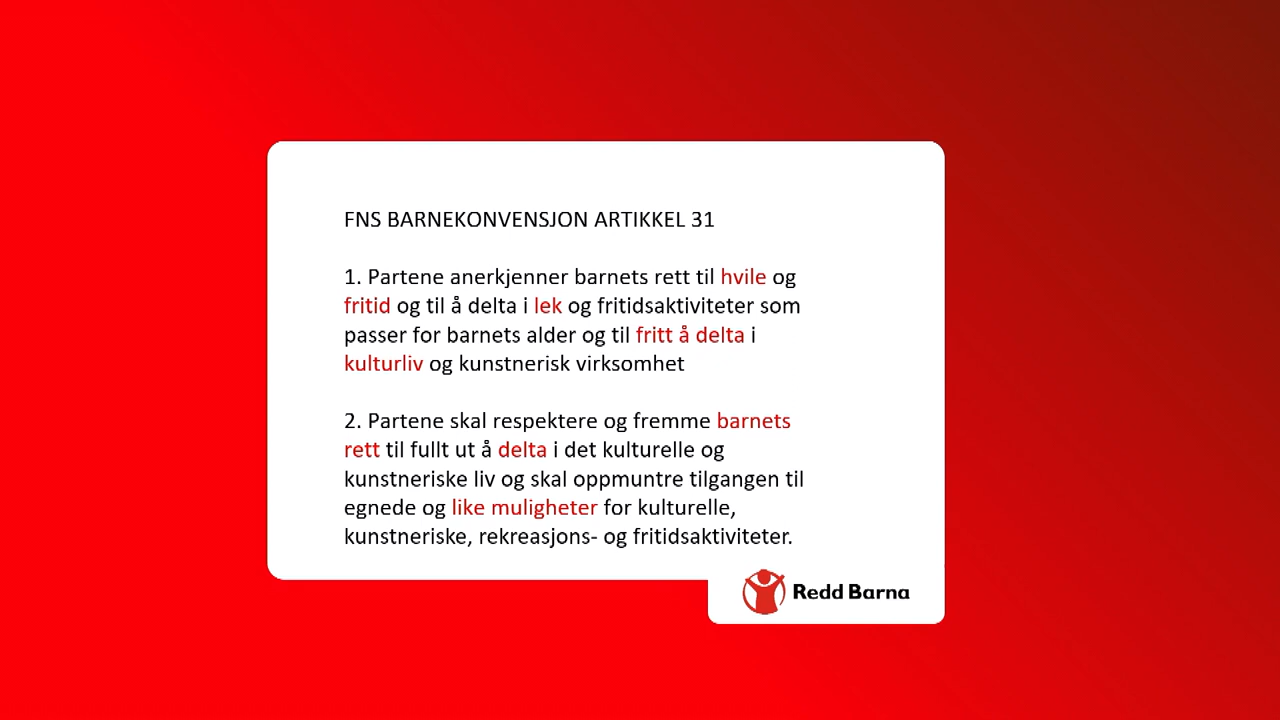 FNS BARNEKONVENSJON ARTIKKEL 31
1. Partene anerkjenner barnets rett til hvile og
fritid og til å delta i lek og fritidsaktiviteter som
passer for barnets alder og til fritt å delta i
kulturliv og kunstnerisk virksomhet
2. Partene skal respektere og fremme barnets
rett til fullt ut å delta i det kulturelle og
kunstneriske liv og skal oppmuntre tilgangen til
egnede og like muligheter for kulturelle,
kunstneriske, rekreasjons- og fritidsaktiviteter.
Redd Barna